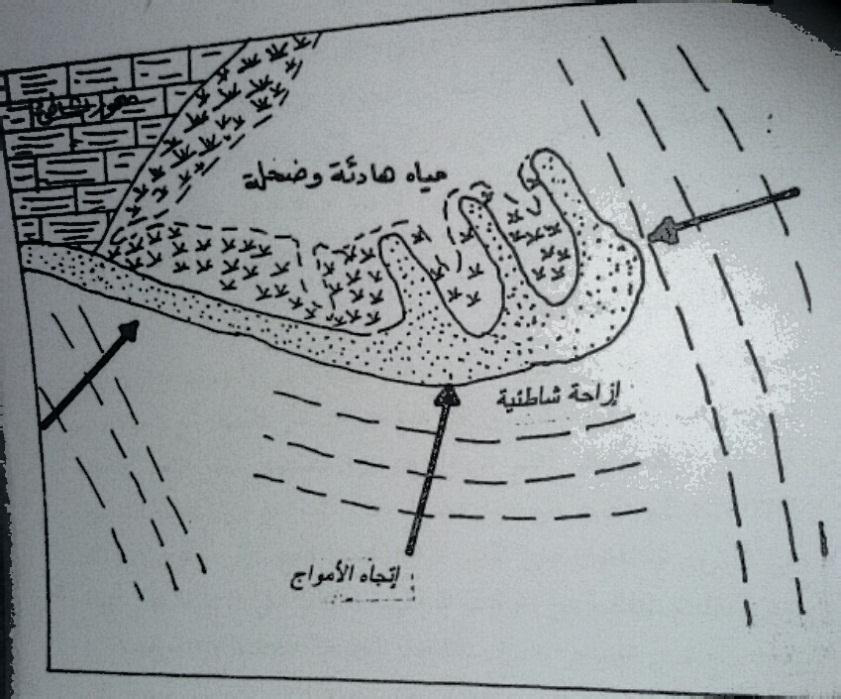 مياه هادئة وضحلة
إزاحة شاطئية
إتجاه الأمواج